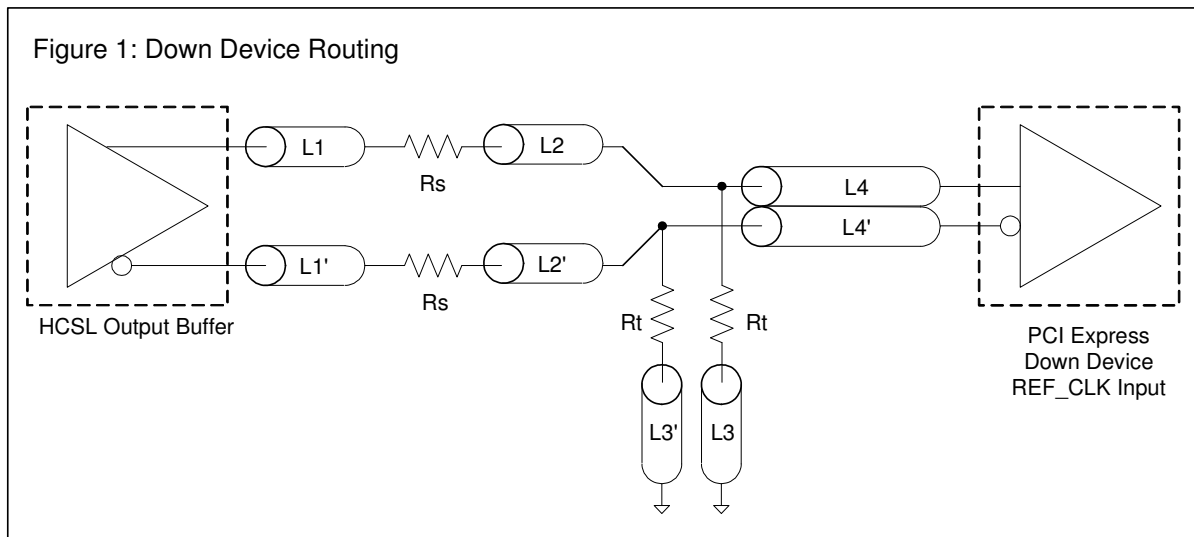 Figure 1: Down Device Routing
L1
Rs
L2
L4
L4'
L1'
Rs
L2'
HCSL Output Buffer
Rt
Rt
PCI Express
Down Device
REF_CLK Input
L3'
L3